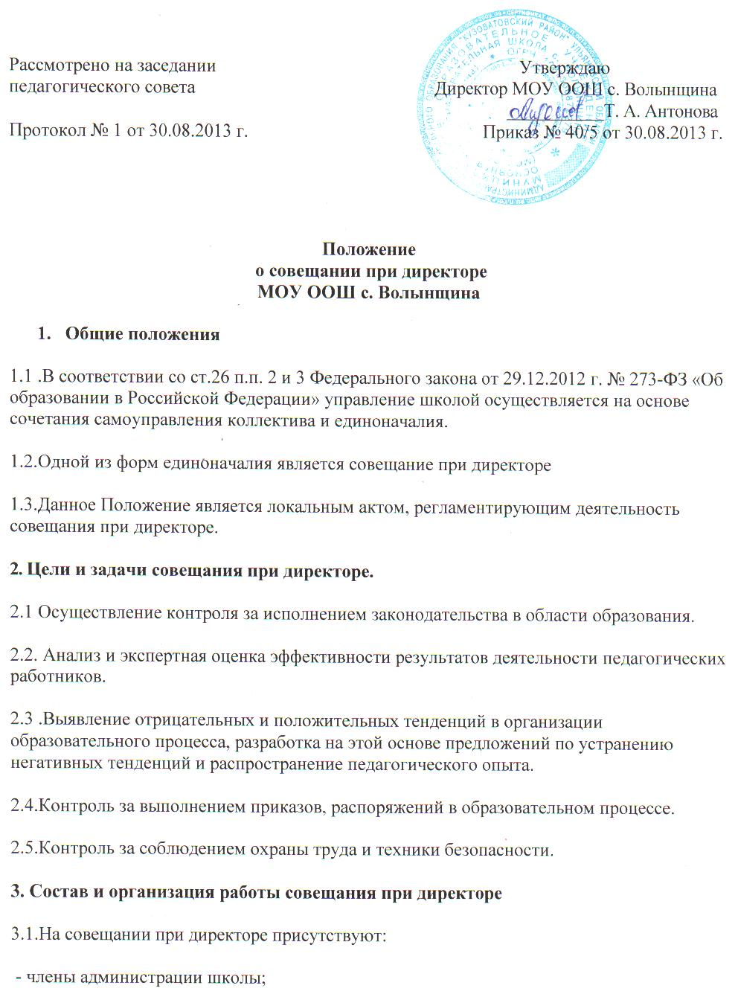 Рассмотрено на заседании
Утверждаю
педагогического совета
Директор МОУ ООШ с. Волынщина
Т. А. Антонова
Протокол № 1 от 30.08.2013 г.
Приказ № 40/5 от 30.08.2013 г.
Положение
о совещании при директоре
МОУ ООШ с. Волынщина
1. Общие положения
1.1 .В соответствии со ст.26 п.п. 2 и 3 Федерального закона от 29.12.2012 г. № 273-ФЗ «Об
образовании в Российской Федерации» управление школой осуществляется на основе
сочетания самоуправления коллектива и единоначалия.
1.2.Одной из форм единоначалия является совещание при директоре
1.3.Данное Положение является локальным актом, регламентирующим деятельность
совещания при директоре.
2. Цели и задачи совещания при директоре.
2.1 Осуществление контроля за исполнением законодательства в области образования.
2.2. Анализ и экспертная оценка эффективности результатов деятельности педагогических
работников.
2.3 .Выявление отрицательных и положительных тенденций в организации
образовательного процесса, разработка на этой основе предложений по устранению
негативных тенденций и распространение педагогического опыта.
2.4.Контроль за выполнением приказов, распоряжений в образовательном процессе.
2.5.Контроль за соблюдением охраны труда и техники безопасности.
3. Состав и организация работы совещания при директоре
3.1.На совещании при директоре присутствуют:
- члены администрации школы;